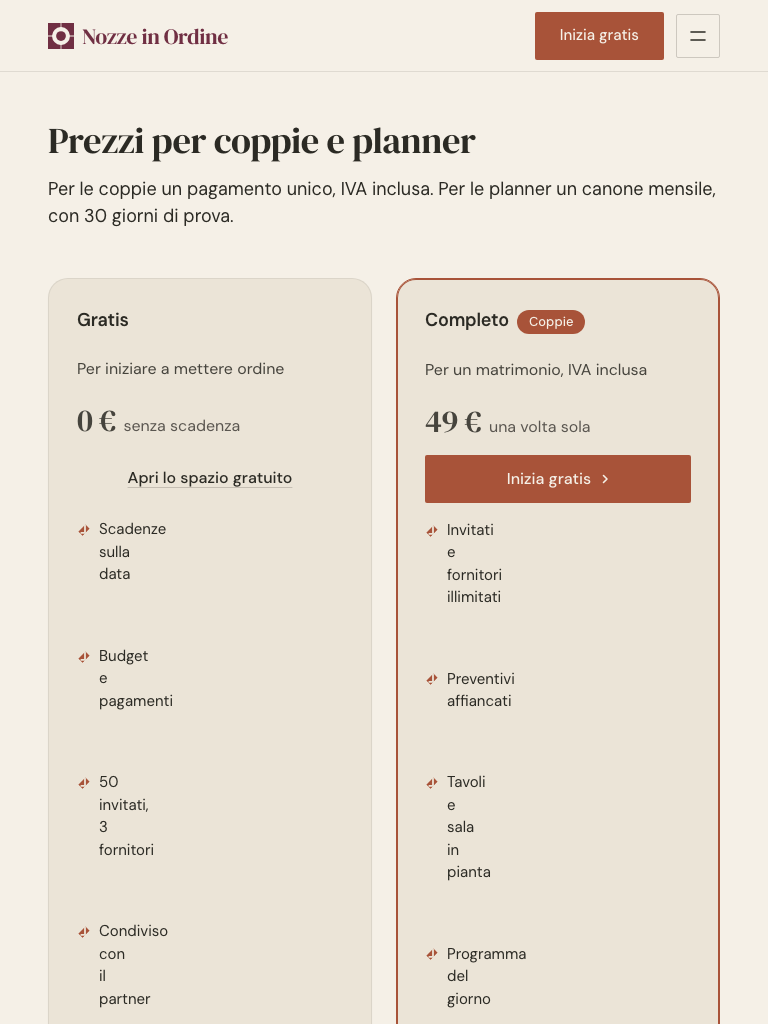 Nozze in Ordine
Inizia gratis
Prezzi per coppie e planner
Per le coppie un pagamento unico, IVA inclusa. Per le planner un canone mensile,
con 30 giorni di prova.
Gratis
Per iniziare a mettere ordine
0 € senza scadenza
Apri lo spazio gratuito
Scadenze
sulla
data
Budget
e
pagamenti
50
invitati,
3
fornitori
Condiviso
con
il
partner
Completo
Coppie
Per un matrimonio, IVA inclusa
49 € una volta sola
Inizia gratis
Invitati
e
fornitori
illimitati
Preventivi
affiancati
Tavoli
e
sala
in
pianta
Programma
del
giorno